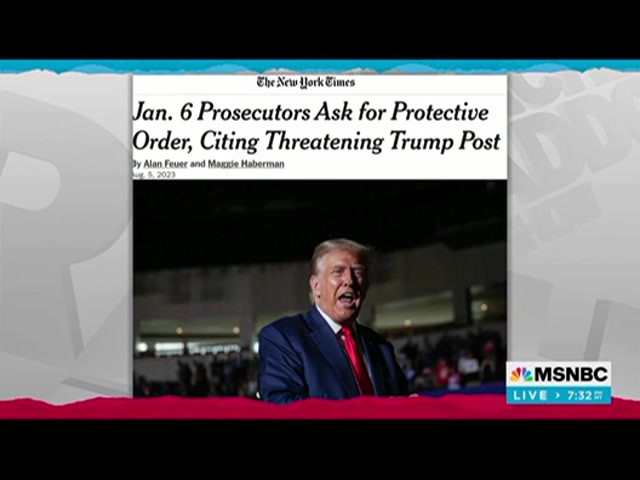 The New York Times
Jan. 6 Prosecutors Ask for Protective
Order, Citing Threatening Trump Post
By Alan Feuer and Maggie Haberman
Aug. 5, 2023
MSNBC
LIVE > 7:32